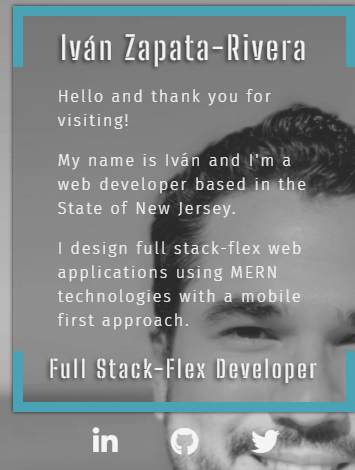 Iván Zapata-Rivera
Hello and thank you for
visiting!
My name is Iván and I'm a
web developer based in the
State of New Jersey.
I design full stack-flex web
applications using MERN
technologies with a mobile
first approach.
Full Stack-Flex Developer
in